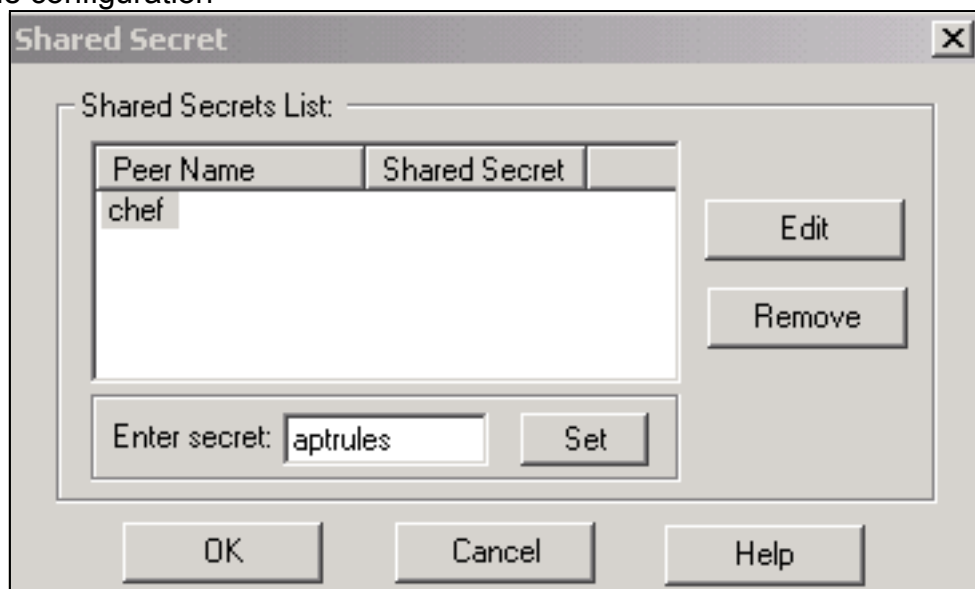 configuration
Shared Secret
Shared Secrets List:
Peer Name Shared Secret
chef
Edit
Remove
Enter secret: aptrules Set
OK Cancel Help